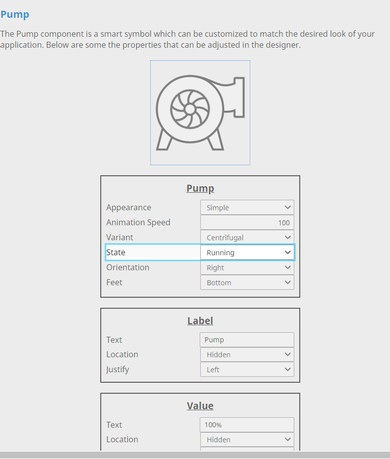 Pump
The Pump component is a smart symbol which can be customized to match the desired look of your
application. Below are some the properties that can be adjusted in the designer.
Pump
Appearance Simple
Animation Speed 100
Variant Centrifugal
State Running
Orientation Right
Feet Bottom
Label
Text Pump
Location Hidden
Justify Left
Value
Text 100%
Location Hidden